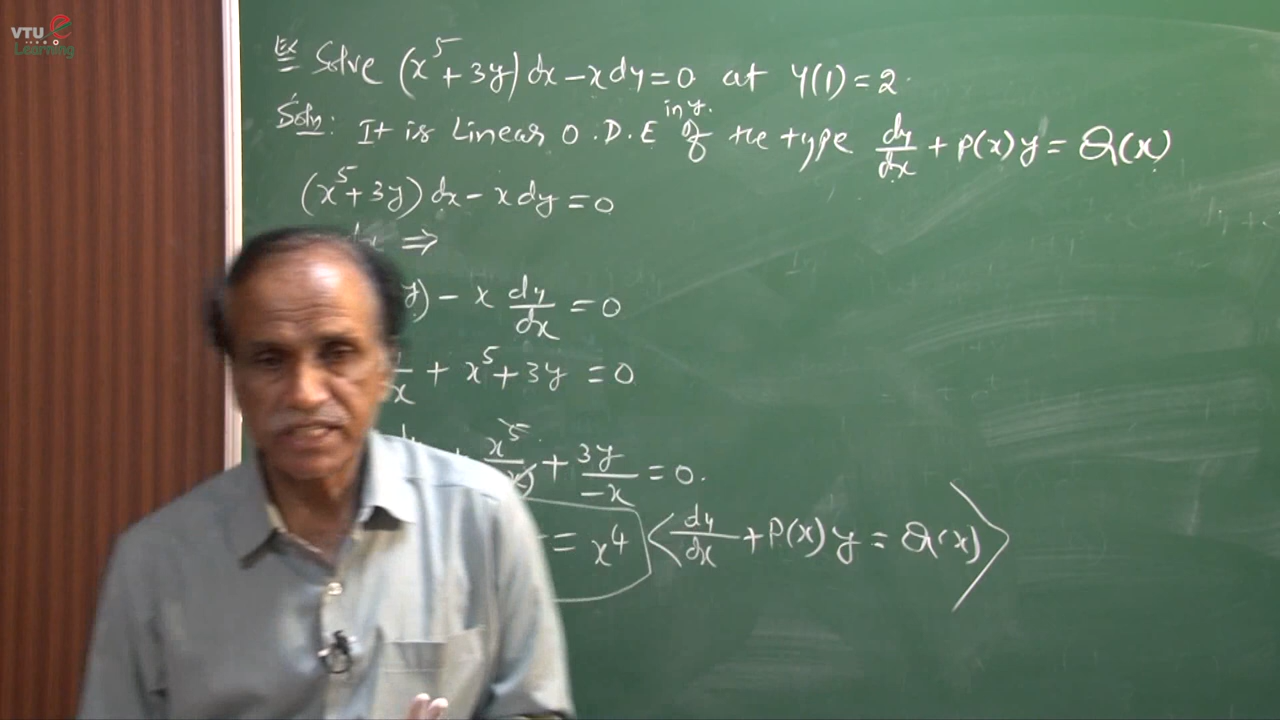 VTU
Learning
Ex Solve (x^5 + 3y) dx - x dy = 0 at y(1) = 2.
in y.
Soln: It is Linear O.D.E of the type dy/dx + P(x) y = Q(x)
(x^5 + 3y) dx - x dy = 0
dx ⇒
y) - x dy/dx = 0
x + x^5 + 3y = 0
x^5 + 3y/-x = 0.
= x^4 < dy/dx + P(x) y = Q(x) >